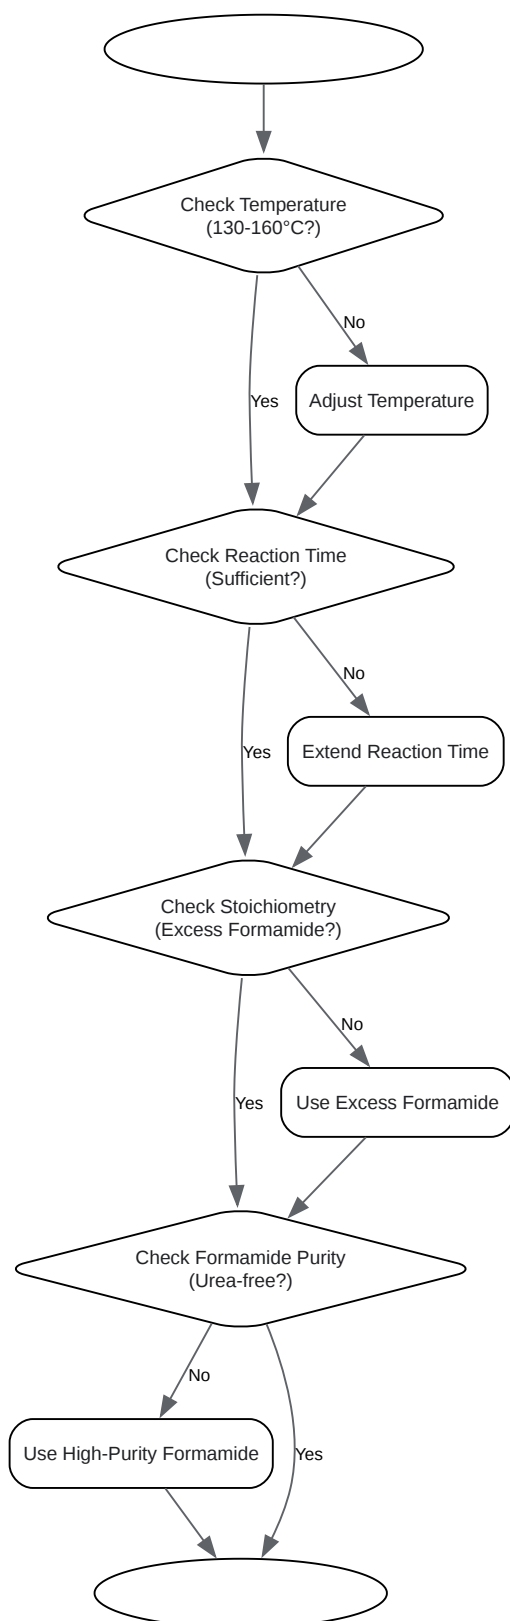 Check Temperature
(130-160°C?)
No
Yes
Adjust Temperature
Check Reaction Time
(Sufficient?)
No
Yes
Extend Reaction Time
Check Stoichiometry
(Excess Formamide?)
No
Yes
Use Excess Formamide
Check Formamide Purity
(Urea-free?)
No
Use High-Purity Formamide
Yes